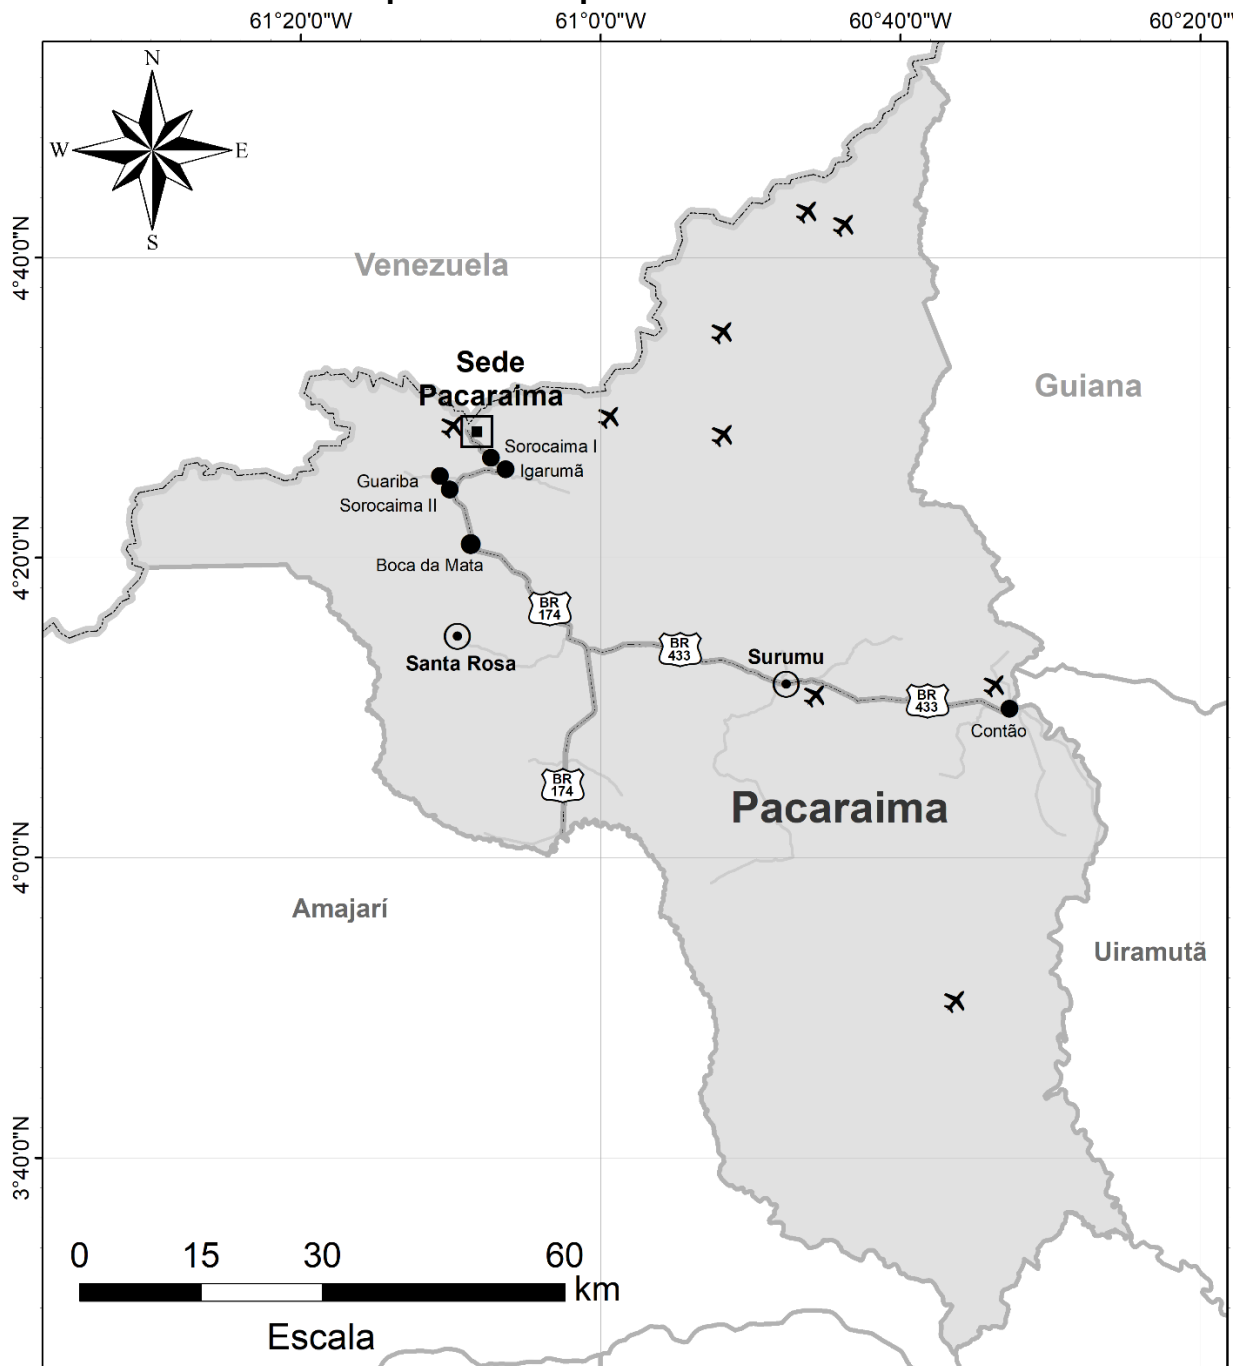 61°20'0"W 61°0'0"W 60°40'0"W 60°20'0"W
N
W E
S
4°40'0"N
Venezuela
Sede
Pacaraima
Guiana
Sorocaima I
Igarumã
Guariba
Sorocaima II
4°20'0"N
Boca da Mata
BR
174
Santa Rosa
BR
433
Surumu
BR
433
Contão
BR
174
Pacaraima
4°0'0"N
Amajarí
Uiramutã
3°40'0"N
0 15 30 60
km
Escala